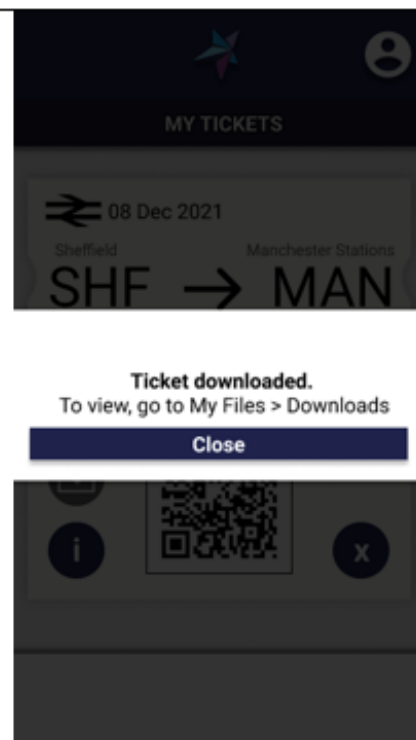 MY TICKETS
08 Dec 2021
Sheffield Manchester Stations
SHF → MAN
Ticket downloaded.
To view, go to My Files > Downloads
Close
i x